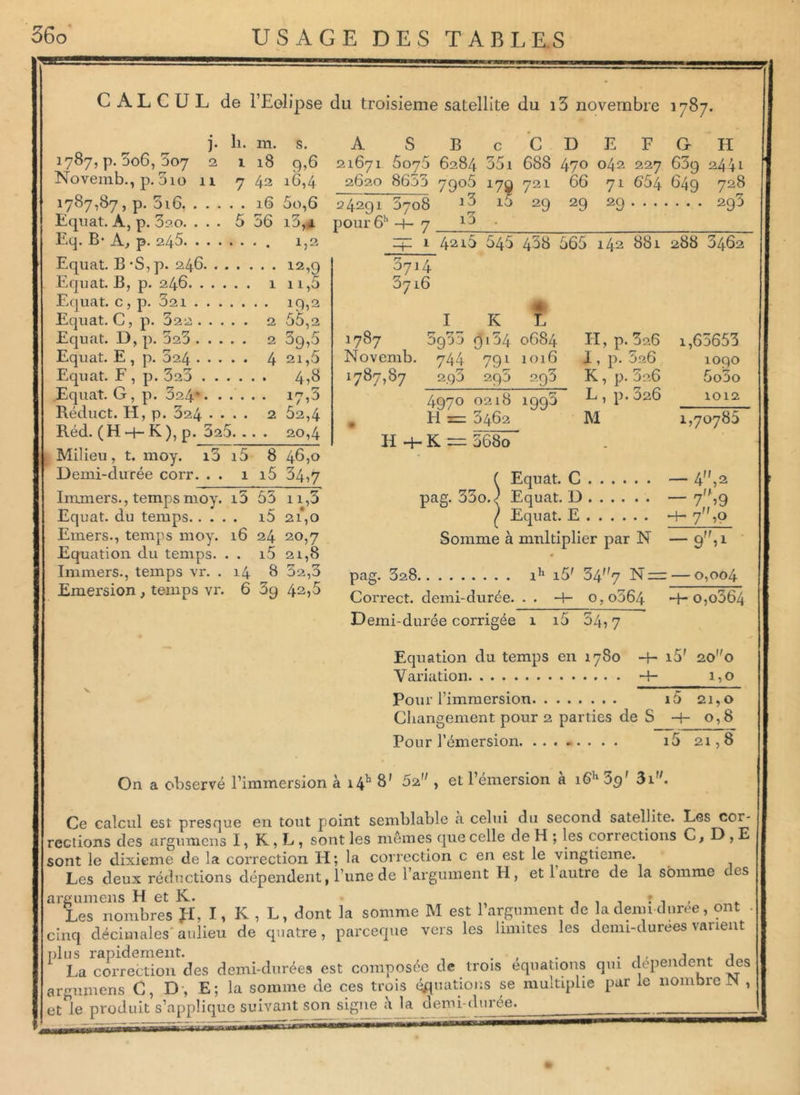 360 USAGE DES TABLES
CALCUL de l'Eclipse du troisieme satellite du 13 novembre 1787.
j. h. m. s.
1787, p. 306, 307 2 1 18 9,6
Novemb., p. 310 11 7 42 16,4
1787,87, p. 316. . . . . . 16 50,6
Equat. A, p. 320. . . . 5 36 13,4
Eq. B· A, p. 245. . . . . . . . 1,2
Equat. B·S, p. 246. . . . . . . 12,9
Equat. B, p. 246. . . . . . 1 11,5
Equat. c, p. 321 . . . . . . . 19,2
Equat. C, p. 322 . . . . . 2 55,2
Equat. D, p. 323 . . . . . 2 39,5
Equat. E, p. 324 . . . . . 4 21,5
Equat. F, p. 323 . . . . . . 4,8
Equat. G, p. 324. . . . . . . 17,3
Réduct. H, p. 324 . . . . 2 52,4
Réd. (H + K), p. 325. . . . 20,4
Milieu, t. moy. 13 15 8 46,0
Demi-durée corr. . . 1 15 34,7
Immers., temps moy. 13 53 11,3
Equat. du temps. . . . . 15 21,0
Emers., temps moy. 16 24 20,7
Equation du temps. . . 15 21,8
Immers., temps vr. . 14 8 32,3
Emersion, temps vr. 6 39 42,5
A S B c C D E F G H
21671 5075 6284 351 688 470 042 227 639 2441
2620 8633 7905 179 721 66 71 654 649 728
24291 3708 13 15 29 29 29 . . . . . . . . 293
pour 6h + 7 13
∓ 1 4215 545 438 565 142 881 288 3462
3714
3716
I K L
1787 3933 9134 0684 H, p. 326 1,63653
Novemb. 744 791 1016 I, p. 326 1090
1787,87 293 293 293 K, p. 326 5030
4970 0218 1993 L, p. 326 1012
H = 3462 M 1,70785
H + K = 3680
Equat. C . . . . . . — 4",2
pag. 330. Equat. D . . . . . . — 7",9
Equat. E . . . . . . + 7",0
Somme à multiplier par N — 9",1
pag. 328. . . . . . . . . 1h 15' 34"7 N = — 0,004
Correct. demi-durée. . . + 0,0364 + 0,0364
Demi-durée corrigée 1 15 34,7
Equation du temps en 1780 + 15' 20"0
Variation. . . . . . . . . . . . . . + 1,0
Pour l'immersion. . . . . . . . 15 21,0
Changement pour 2 parties de S + 0,8
Pour l'émersion. . . . . . . . . 15 21,8
On a observé l'immersion à 14h 8' 52", et l'émersion à 16h 39' 31".
Ce calcul est presque en tout point semblable à celui du second satellite. Les cor-
rections des argumens I, K, L, sont les mêmes que celle de H; les corrections C, D, E
sont le dixieme de la correction H; la correction c en est le vingtieme.
Les deux réductions dépendent, l'une de l'argument H, et l'autre de la somme des
argumens H et K.
Les nombres H, I, K, L, dont la somme M est l'argument de la demi-durée, ont
cinq décimales aulieu de quatre, parceque vers les limites les demi-durées varient
plus rapidement.
La correction des demi-durées est composée de trois équations qui dépendent des
argumens C, D, E; la somme de ces trois équations se multiplie par le nombre N,
et le produit s'applique suivant son signe à la demi-durée.